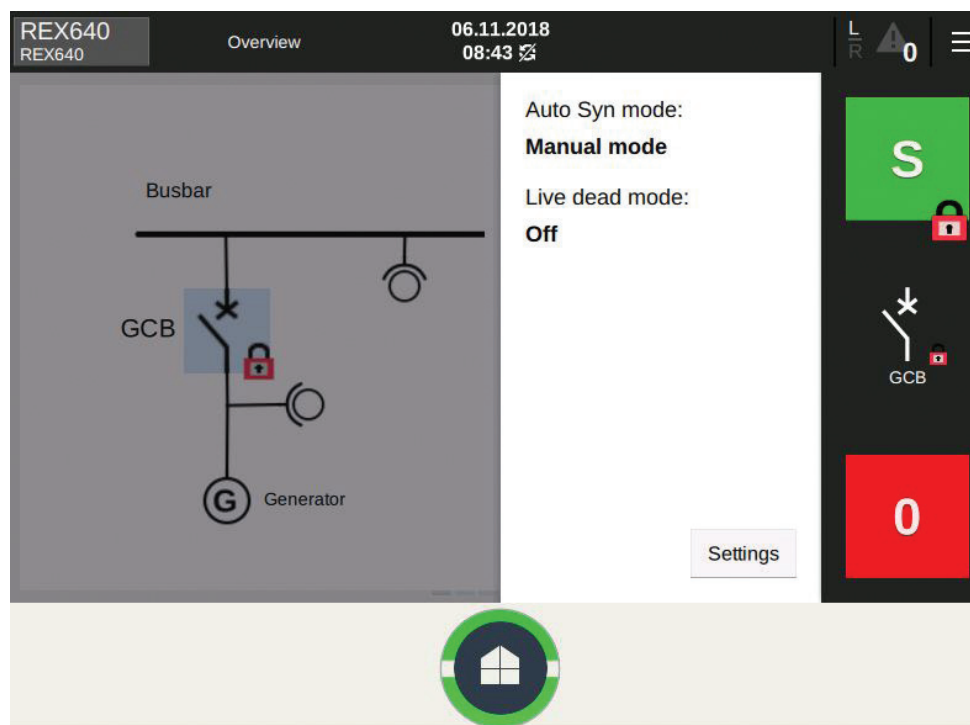 REX640
REX640
Overview
06.11.2018
08:43
L
R
0
Busbar
GCB
G
Generator
Auto Syn mode:
Manual mode
Live dead mode:
Off
Settings
S
GCB
0